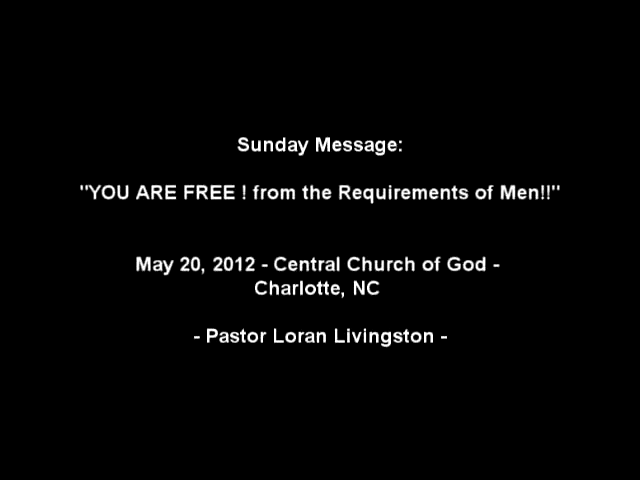 Sunday Message:
"YOU ARE FREE ! from the Requirements of Men!!"
May 20, 2012 - Central Church of God -
Charlotte, NC
- Pastor Loran Livingston -